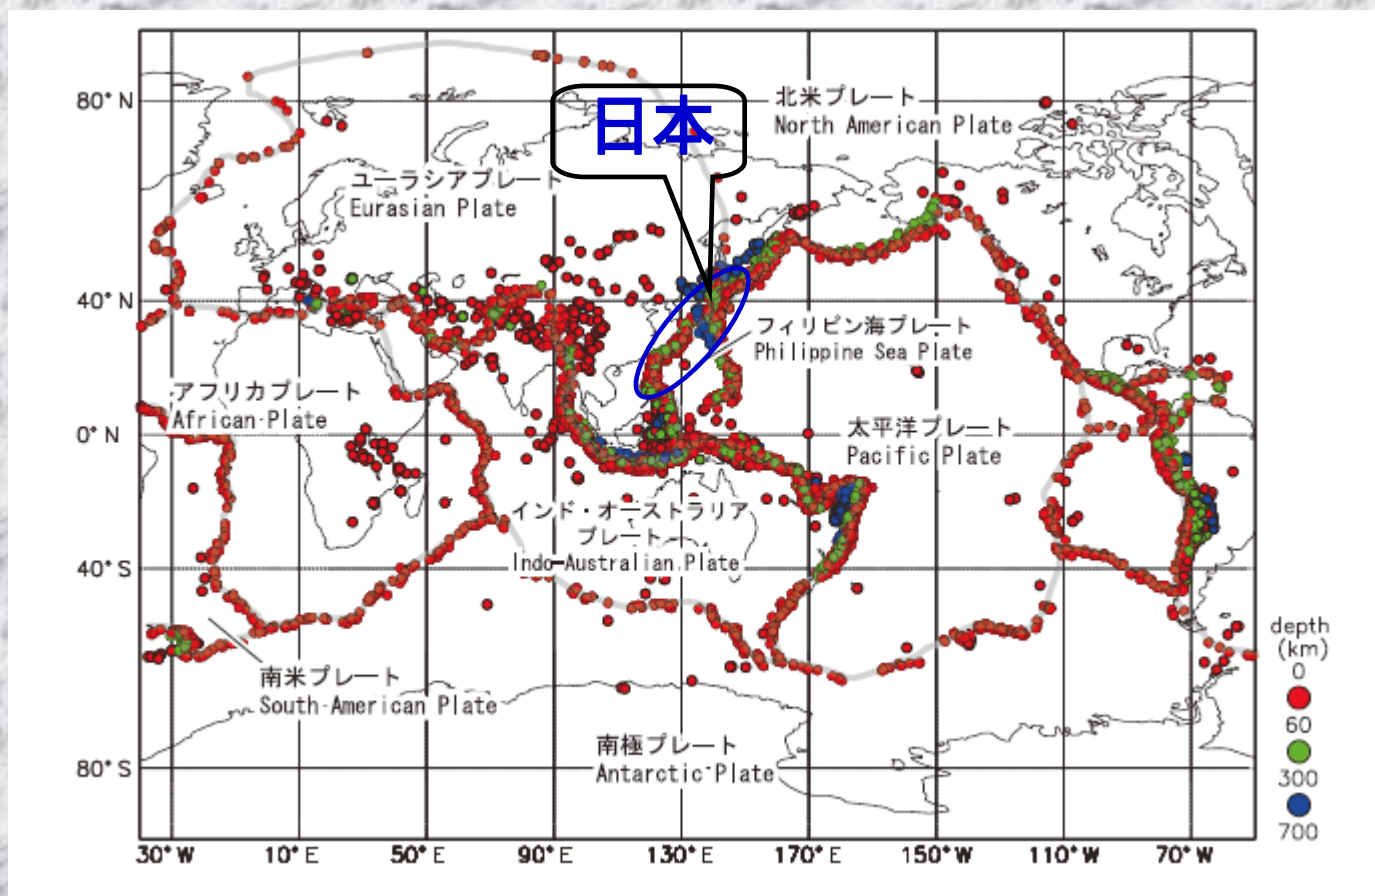 日本
80°N
北米プレート
North American Plate
ユーラシアプレート
Eurasian Plate
40°N
フィリピン海プレート
Philippine Sea Plate
アフリカプレート
African Plate
0°N
太平洋プレート
Pacific Plate
インド・オーストラリア
プレート
Indo-Australian Plate
40°S
南米プレート
South American Plate
南極プレート
Antarctic Plate
80°S
depth
(km)
0
60
300
700
30°W
10°E
50°E
90°E
130°E
170°E
150°W
110°W
70°W